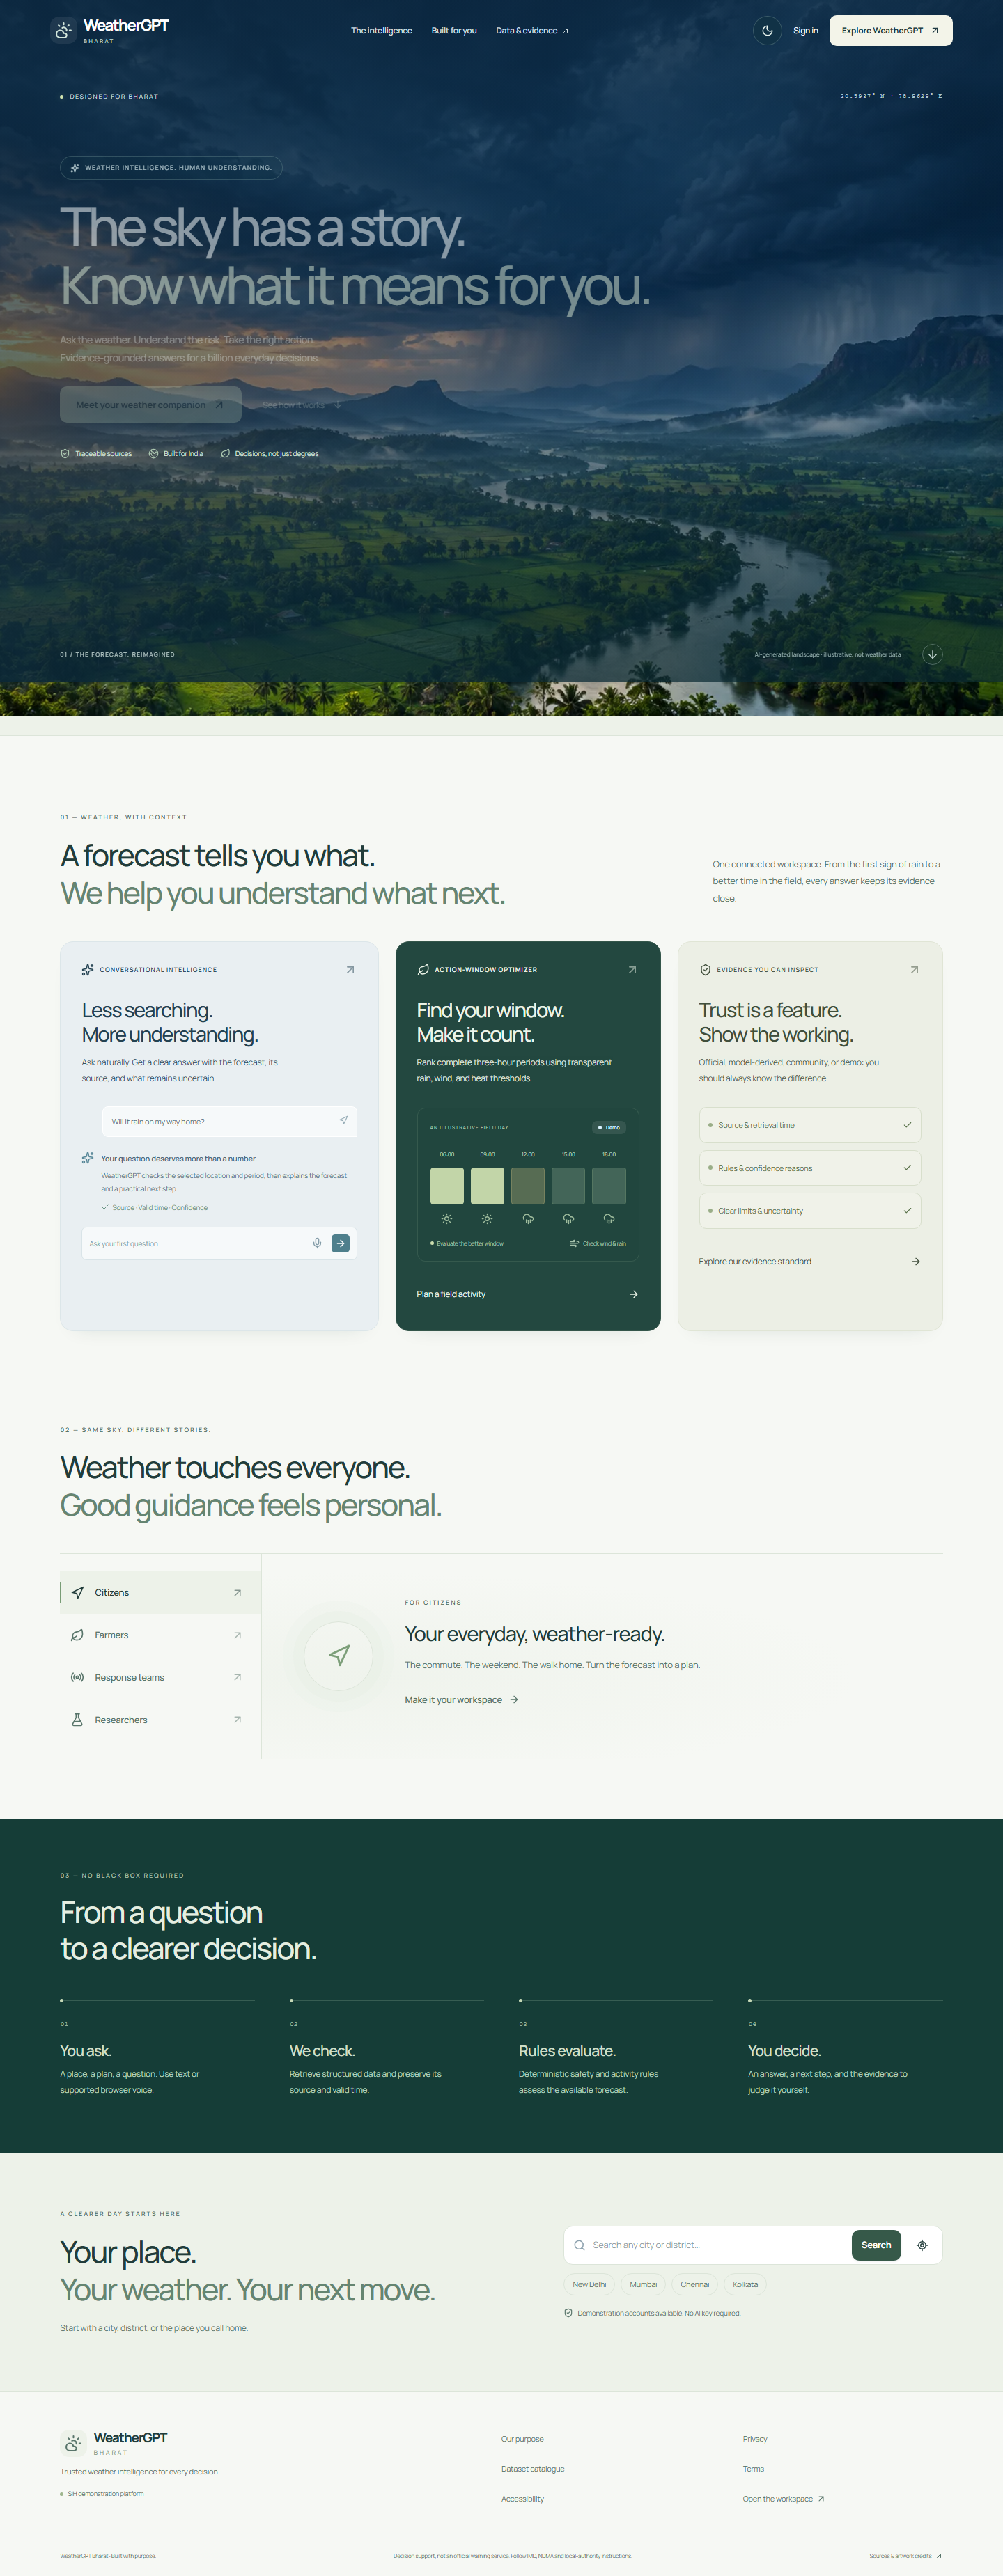 WeatherGPT
BHARAT
The intelligence
Built for you
Data & evidence
Sign in
Explore WeatherGPT
DESIGNED FOR BHARAT
20.5937° N · 78.9629° E
WEATHER INTELLIGENCE. HUMAN UNDERSTANDING.
The sky has a story.
Know what it means for you.
Ask the weather. Understand the risk. Take the right action.
Evidence-grounded answers for a billion everyday decisions.
Meet your weather companion
See how it works
Traceable sources
Built for India
Decisions, not just degrees
01 / THE FORECAST, REIMAGINED
AI-generated landscape · illustrative, not weather data
01 — WEATHER, WITH CONTEXT
A forecast tells you what.
We help you understand what next.
One connected workspace. From the first sign of rain to a
better time in the field, every answer keeps its evidence
close.
CONVERSATIONAL INTELLIGENCE
Less searching.
More understanding.
Ask naturally. Get a clear answer with the forecast, its
source, and what remains uncertain.
Will it rain on my way home?
Your question deserves more than a number.
WeatherGPT checks the selected location and period, then explains the forecast
and a practical next step.
Source · Valid time · Confidence
Ask your first question
ACTION-WINDOW OPTIMIZER
Find your window.
Make it count.
Rank complete three-hour periods using transparent
rain, wind, and heat thresholds.
AN ILLUSTRATIVE FIELD DAY
Demo
06:00
09:00
12:00
15:00
18:00
Evaluate the better window
Check wind & rain
Plan a field activity
EVIDENCE YOU CAN INSPECT
Trust is a feature.
Show the working.
Official, model-derived, community, or demo: you
should always know the difference.
Source & retrieval time
Rules & confidence reasons
Clear limits & uncertainty
Explore our evidence standard
02 — SAME SKY. DIFFERENT STORIES.
Weather touches everyone.
Good guidance feels personal.
Citizens
Farmers
Response teams
Researchers
FOR CITIZENS
Your everyday, weather-ready.
The commute. The weekend. The walk home. Turn the forecast into a plan.
Make it your workspace
03 — NO BLACK BOX REQUIRED
From a question
to a clearer decision.
01
You ask.
A place, a plan, a question. Use text or
supported browser voice.
02
We check.
Retrieve structured data and preserve its
source and valid time.
03
Rules evaluate.
Deterministic safety and activity rules
assess the available forecast.
04
You decide.
An answer, a next step, and the evidence to
judge it yourself.
A CLEARER DAY STARTS HERE
Your place.
Your weather. Your next move.
Start with a city, district, or the place you call home.
Search any city or district...
Search
New Delhi
Mumbai
Chennai
Kolkata
Demonstration accounts available. No AI key required.
WeatherGPT
BHARAT
Trusted weather intelligence for every decision.
SIH demonstration platform
Our purpose
Dataset catalogue
Accessibility
Privacy
Terms
Open the workspace
WeatherGPT Bharat · Built with purpose.
Decision support, not an official warning service. Follow IMD, NDMA and local-authority instructions.
Sources & artwork credits